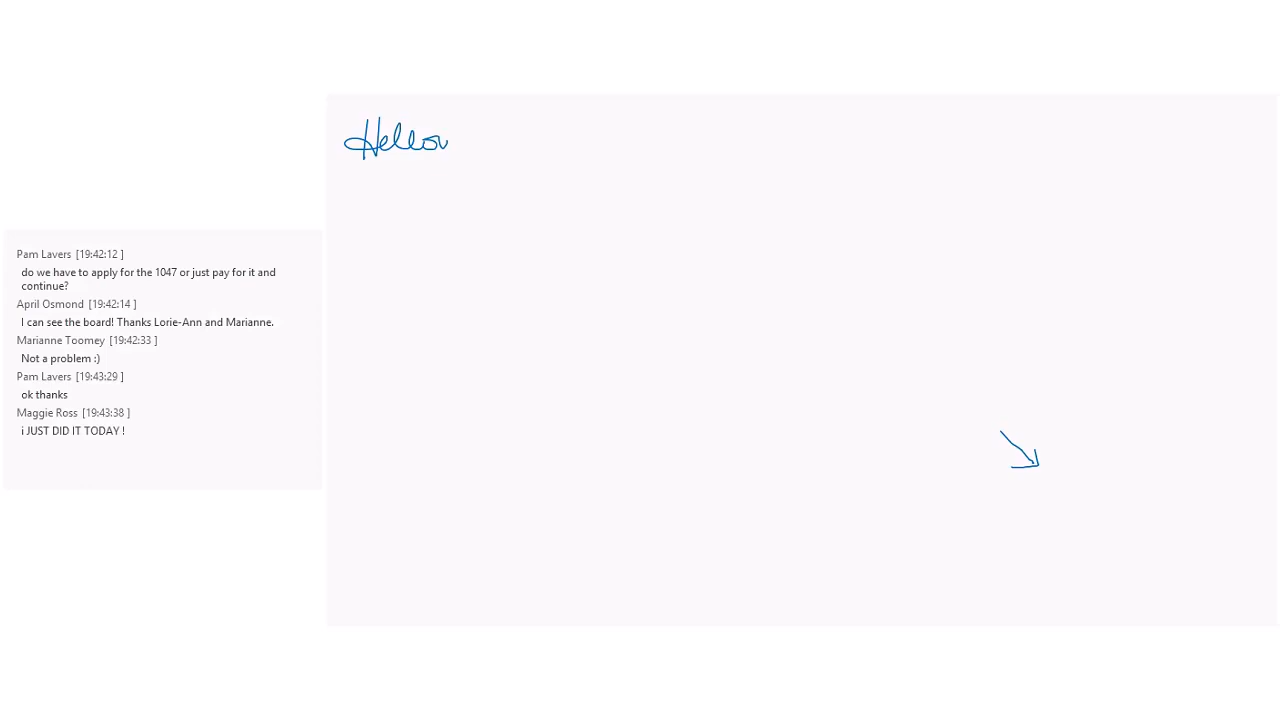 Hello
Pam Lavers [19:42:12 ]
do we have to apply for the 1047 or just pay for it and
continue?
April Osmond [19:42:14 ]
I can see the board! Thanks Lorie-Ann and Marianne.
Marianne Toomey [19:42:33 ]
Not a problem :)
Pam Lavers [19:43:29 ]
ok thanks
Maggie Ross [19:43:38 ]
i JUST DID IT TODAY !